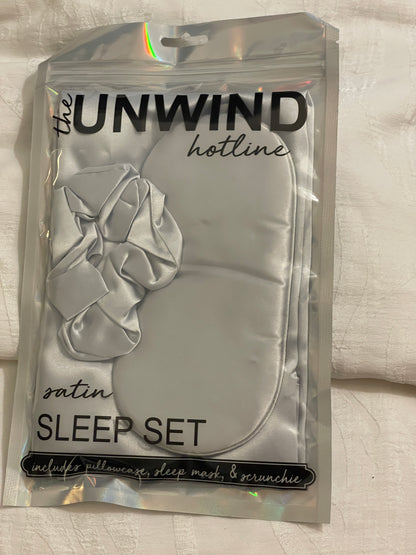 the UNWIND
hotline
satin
SLEEP SET
includes pillowcase, sleep mask, & scrunchie